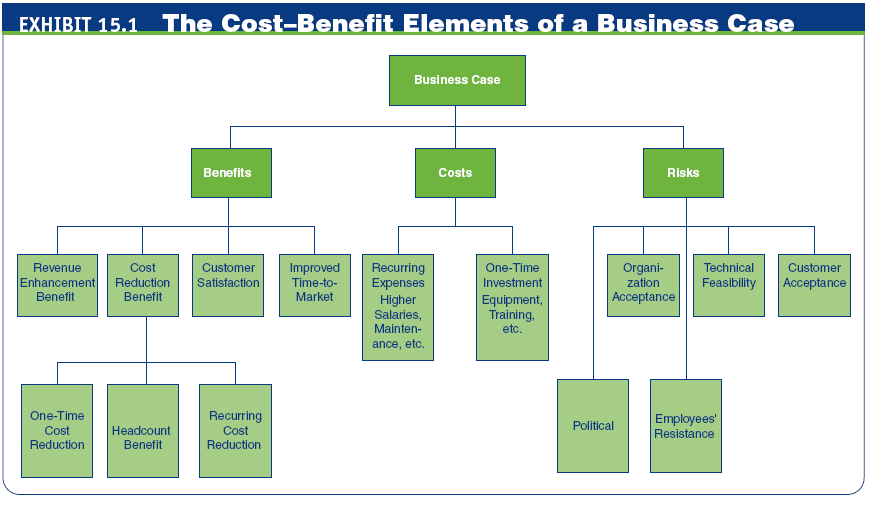 EXHIBIT 15.1 The Cost–Benefit Elements of a Business Case
Business Case
Benefits
Costs
Risks
Revenue
Enhancement
Benefit
Cost
Reduction
Benefit
Customer
Satisfaction
Improved
Time-to-
Market
Recurring
Expenses
Higher
Salaries,
Mainten-
ance, etc.
One-Time
Investment
Equipment,
Training,
etc.
Organi-
zation
Acceptance
Technical
Feasibility
Customer
Acceptance
One-Time
Cost
Reduction
Headcount
Benefit
Recurring
Cost
Reduction
Political
Employees'
Resistance